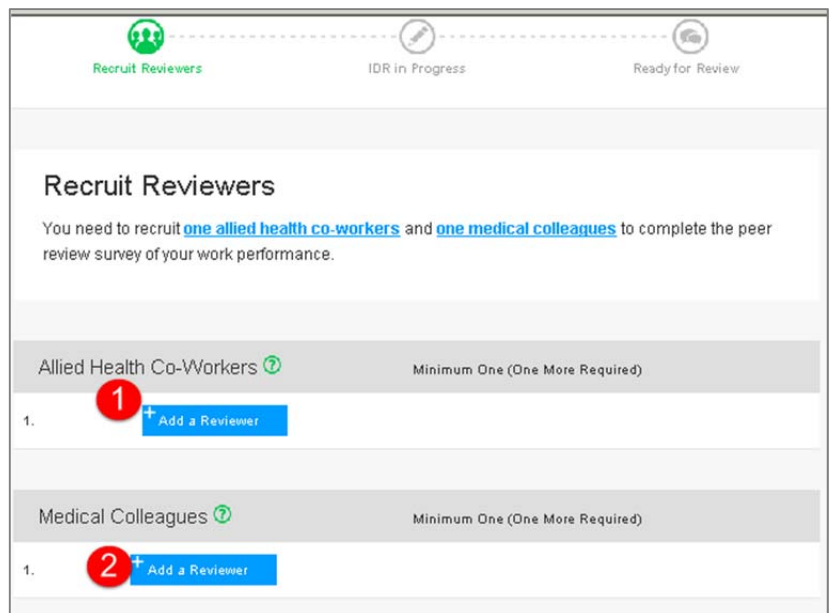 Recruit Reviewers
IDR in Progress
Ready for Review
Recruit Reviewers
You need to recruit one allied health co-workers and one medical colleagues to complete the peer
review survey of your work performance.
Allied Health Co-Workers ?
Minimum One (One More Required)
1
1.
+ Add a Reviewer
Medical Colleagues ?
Minimum One (One More Required)
1.
2
+ Add a Reviewer